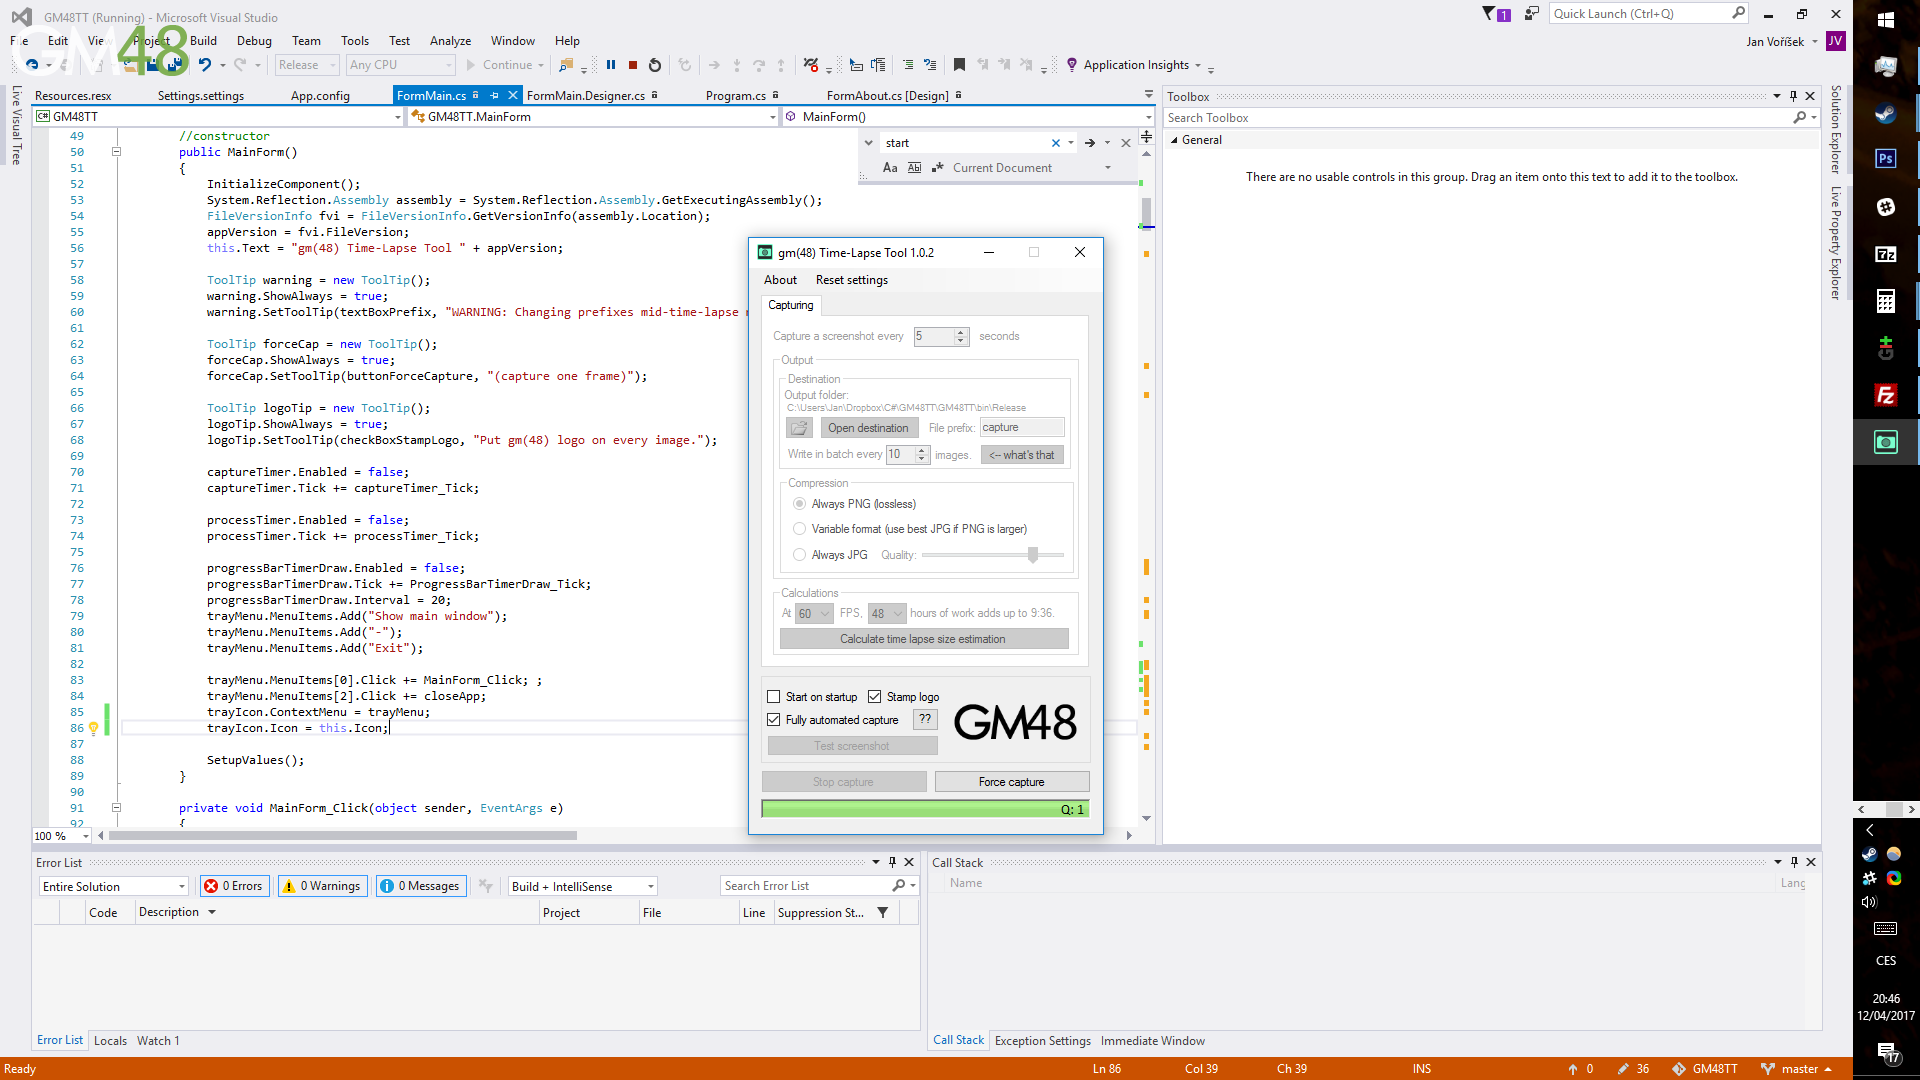 GM48TT (Running) - Microsoft Visual Studio
1
Quick Launch (Ctrl+Q)
File Edit View Project Build Debug Team Tools Test Analyze Window Help
Jan Voříšek JV
GM48
Release Any CPU Continue Application Insights
Resources.resx Settings.settings App.config FormMain.cs FormMain.Designer.cs Program.cs FormAbout.cs [Design]
GM48TT GM48TT.MainForm MainForm()
Live Visual Tree
49 //constructor
50 public MainForm()
51 {
52 InitializeComponent();
53 System.Reflection.Assembly assembly = System.Reflection.Assembly.GetExecutingAssembly();
54 FileVersionInfo fvi = FileVersionInfo.GetVersionInfo(assembly.Location);
55 appVersion = fvi.FileVersion;
56 this.Text = "gm(48) Time-Lapse Tool " + appVersion;
57
58 ToolTip warning = new ToolTip();
59 warning.ShowAlways = true;
60 warning.SetToolTip(textBoxPrefix, "WARNING: Changing prefixes mid-time-lapse
61
62 ToolTip forceCap = new ToolTip();
63 forceCap.ShowAlways = true;
64 forceCap.SetToolTip(buttonForceCapture, "(capture one frame)");
65
66 ToolTip logoTip = new ToolTip();
67 logoTip.ShowAlways = true;
68 logoTip.SetToolTip(checkBoxStampLogo, "Put gm(48) logo on every image.");
69
70 captureTimer.Enabled = false;
71 captureTimer.Tick += captureTimer_Tick;
72
73 processTimer.Enabled = false;
74 processTimer.Tick += processTimer_Tick;
75
76 progressBarTimerDraw.Enabled = false;
77 progressBarTimerDraw.Tick += ProgressBarTimerDraw_Tick;
78 progressBarTimerDraw.Interval = 20;
79 trayMenu.MenuItems.Add("Show main window");
80 trayMenu.MenuItems.Add("-");
81 trayMenu.MenuItems.Add("Exit");
82
83 trayMenu.MenuItems[0].Click += MainForm_Click; ;
84 trayMenu.MenuItems[2].Click += closeApp;
85 trayIcon.ContextMenu = trayMenu;
86 trayIcon.Icon = this.Icon;
87
88 SetupValues();
89 }
90
91 private void MainForm_Click(object sender, EventArgs e)
92 {
100 %
start
Aa Ab Current Document
gm(48) Time-Lapse Tool 1.0.2
About Reset settings
Capturing
Capture a screenshot every 5 seconds
Output
Destination
Output folder:
C:\Users\Jan\Dropbox\C#\GM48TT\GM48TT\bin\Release
Open destination File prefix: capture
Write in batch every 10 images. <-- what's that
Compression
Always PNG (lossless)
Variable format (use best JPG if PNG is larger)
Always JPG Quality:
Calculations
At 60 FPS, 48 hours of work adds up to 9:36.
Calculate time lapse size estimation
Start on startup Stamp logo
Fully automated capture ??
Test screenshot
GM48
Stop capture Force capture
Q: 1
Toolbox
Search Toolbox
General
There are no usable controls in this group. Drag an item onto this text to add it to the toolbox.
Solution Explorer
Live Property Explorer
Error List
Entire Solution 0 Errors 0 Warnings 0 Messages Build + IntelliSense Search Error List
Code Description Project File Line Suppression St...
Error List Locals Watch 1
Call Stack
Name Lang
Call Stack Exception Settings Immediate Window
Ready Ln 86 Col 39 Ch 39 INS 0 36 GM48TT master
Ps
7z
Fz
CES
20:46
12/04/2017
17